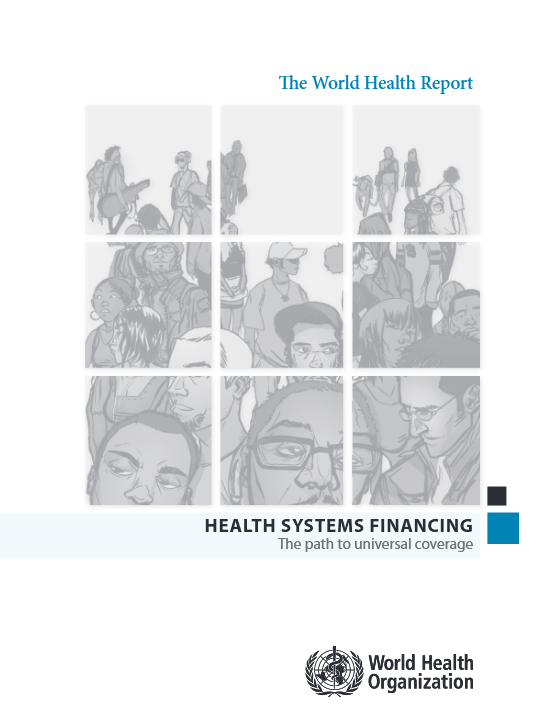 The World Health Report
HEALTH SYSTEMS FINANCING
The path to universal coverage
World Health
Organization